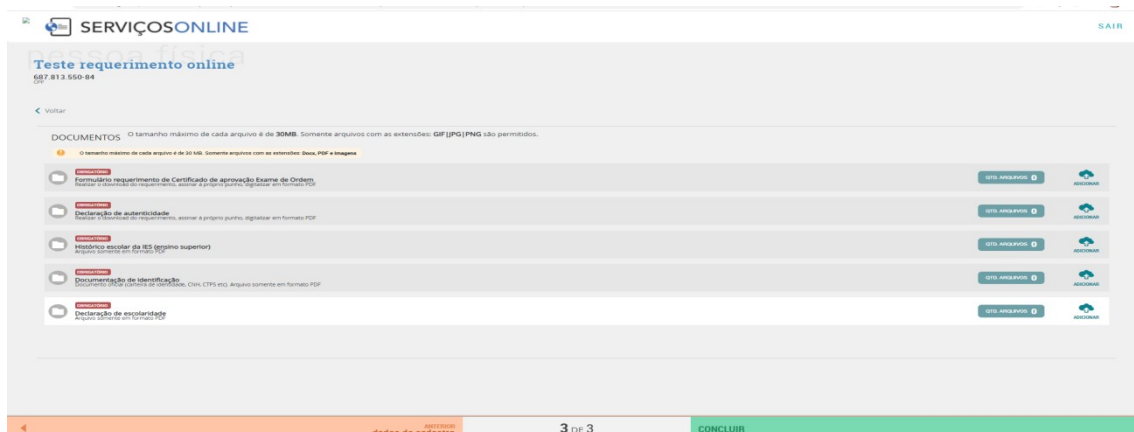 SERVIÇOSONLINE
SAIR
pessoa física
Teste requerimento online
687.813.550-84
CPF
Voltar
DOCUMENTOS O tamanho máximo de cada arquivo é de 30MB. Somente arquivos com as extensões: GIF|JPG|PNG são permitidos.
O tamanho máximo de cada arquivo é de 30 MB. Somente arquivos com as extensões: Docs, PDF e Imagens
OBRIGATÓRIO
Formulário requerimento de Certificado de aprovação Exame de Ordem
Realizar o download do requerimento, assinar a próprio punho, digitalizar em formato PDF
QTD. ARQUIVOS 0
ADICIONAR
OBRIGATÓRIO
Declaração de autenticidade
Realizar o download do requerimento, assinar a próprio punho, digitalizar em formato PDF
QTD. ARQUIVOS 0
ADICIONAR
OBRIGATÓRIO
Histórico escolar da IES (ensino superior)
Arquivo somente em formato PDF
QTD. ARQUIVOS 0
ADICIONAR
OBRIGATÓRIO
Documentação de identificação
Documento oficial (carteira de identidade, CNH, CTPS etc). Arquivo somente em formato PDF
QTD. ARQUIVOS 0
ADICIONAR
OBRIGATÓRIO
Declaração de escolaridade
Arquivo somente em formato PDF
QTD. ARQUIVOS 0
ADICIONAR
ANTERIOR
dados de cadastro
3 DE 3
CONCLUIR